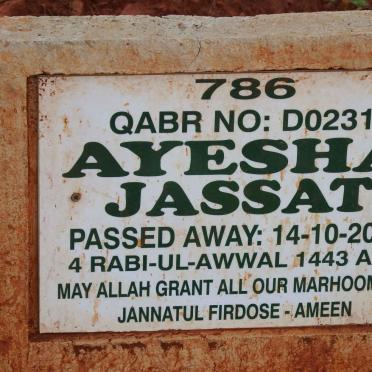 786
QABR NO: D0231
AYESHA
JASSAT
PASSED AWAY: 14-10-20
4 RABI-UL-AWWAL 1443 A
MAY ALLAH GRANT ALL OUR MARHOOM
JANNATUL FIRDOSE - AMEEN